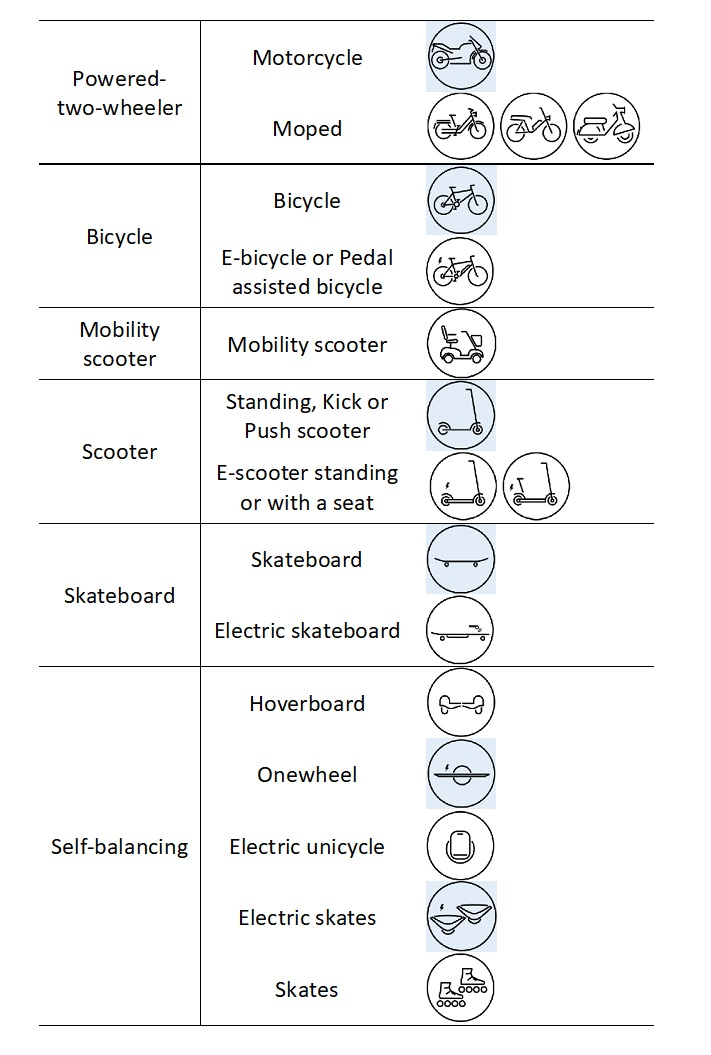 Powered-
two-wheeler
Motorcycle
Moped
Bicycle
Bicycle
E-bicycle or Pedal
assisted bicycle
Mobility
scooter
Mobility scooter
Scooter
Standing, Kick or
Push scooter
E-scooter standing
or with a seat
Skateboard
Skateboard
Electric skateboard
Self-balancing
Hoverboard
Onewheel
Electric unicycle
Electric skates
Skates